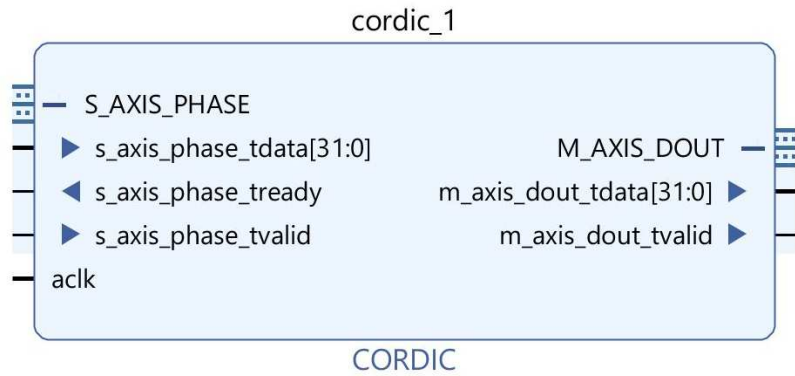 cordic_1
S_AXIS_PHASE
s_axis_phase_tdata[31:0]
s_axis_phase_tready
s_axis_phase_tvalid
aclk
M_AXIS_DOUT
m_axis_dout_tdata[31:0]
m_axis_dout_tvalid
CORDIC